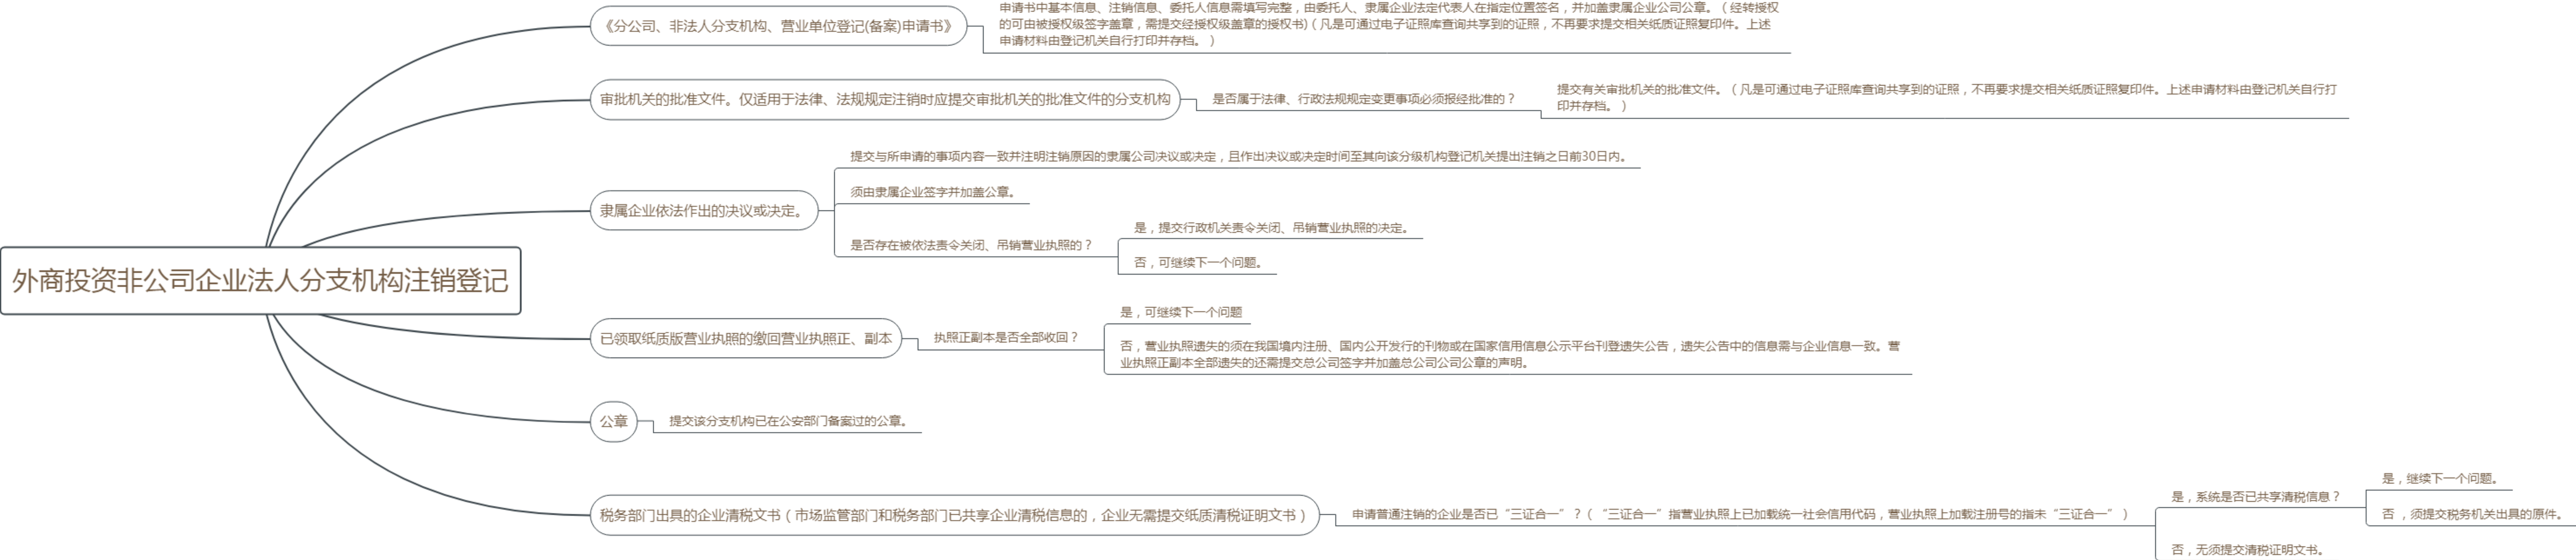 外商投资非公司企业法人分支机构注销登记
《分公司、非法人分支机构、营业单位登记(备案)申请书》
申请书中基本信息、注销信息、委托人信息需填写完整，由委托人、隶属企业法定代表人在指定位置签名，并加盖隶属企业公司公章。（经转授权
的可由被授权级签字盖章，需提交经授权级盖章的授权书)（凡是可通过电子证照库查询共享到的证照，不再要求提交相关纸质证照复印件。上述
申请材料由登记机关自行打印并存档。）
审批机关的批准文件。仅适用于法律、法规规定注销时应提交审批机关的批准文件的分支机构
是否属于法律、行政法规规定变更事项必须报经批准的？
提交有关审批机关的批准文件。（凡是可通过电子证照库查询共享到的证照，不再要求提交相关纸质证照复印件。上述申请材料由登记机关自行打
印并存档。）
隶属企业依法作出的决议或决定。
提交与所申请的事项内容一致并注明注销原因的隶属公司决议或决定，且作出决议或决定时间至其向该分级机构登记机关提出注销之日前30日内。
须由隶属企业签字并加盖公章。
是否存在被依法责令关闭、吊销营业执照的？
是，提交行政机关责令关闭、吊销营业执照的决定。
否，可继续下一个问题。
已领取纸质版营业执照的缴回营业执照正、副本
执照正副本是否全部收回？
是，可继续下一个问题
否，营业执照遗失的须在我国境内注册、国内公开发行的刊物或在国家信用信息公示平台刊登遗失公告，遗失公告中的信息需与企业信息一致。营
业执照正副本全部遗失的还需提交总公司签字并加盖总公司公司公章的声明。
公章
提交该分支机构已在公安部门备案过的公章。
税务部门出具的企业清税文书（市场监管部门和税务部门已共享企业清税信息的，企业无需提交纸质清税证明文书）
申请普通注销的企业是否已“三证合一”？(“三证合一”指营业执照上已加载统一社会信用代码，营业执照上加载注册号的指未“三证合一”）
是，系统是否已共享清税信息？
是，继续下一个问题。
否 ，须提交税务机关出具的原件。
否，无须提交清税证明文书。